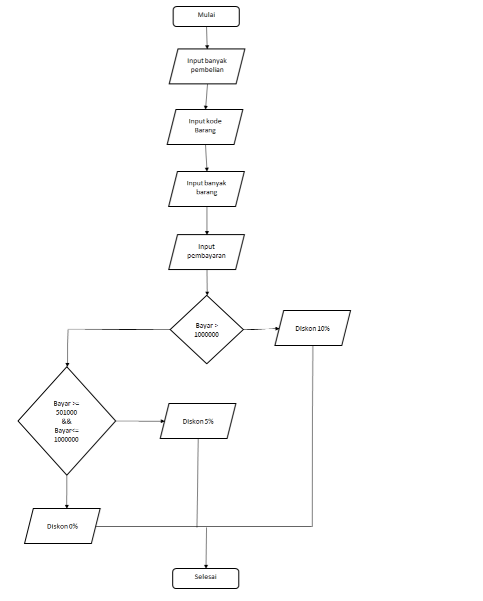 Mulai
Input banyak
pembelian
Input kode
Barang
Input banyak
barang
Input
pembayaran
Bayar >
1000000
Diskon 10%
Bayar >=
501000
&&
Bayar<=
1000000
Diskon 5%
Diskon 0%
Selesai